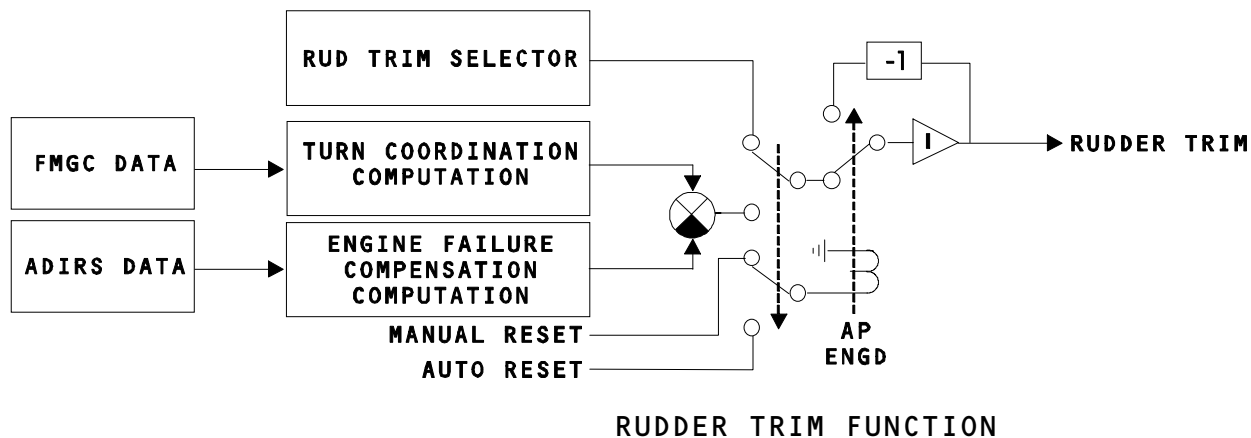 RUD TRIM SELECTOR
-1
FMGC DATA
TURN COORDINATION
COMPUTATION
I
RUDDER TRIM
ADIRS DATA
ENGINE FAILURE
COMPENSATION
COMPUTATION
MANUAL RESET
AUTO RESET
AP
ENGD
RUDDER TRIM FUNCTION